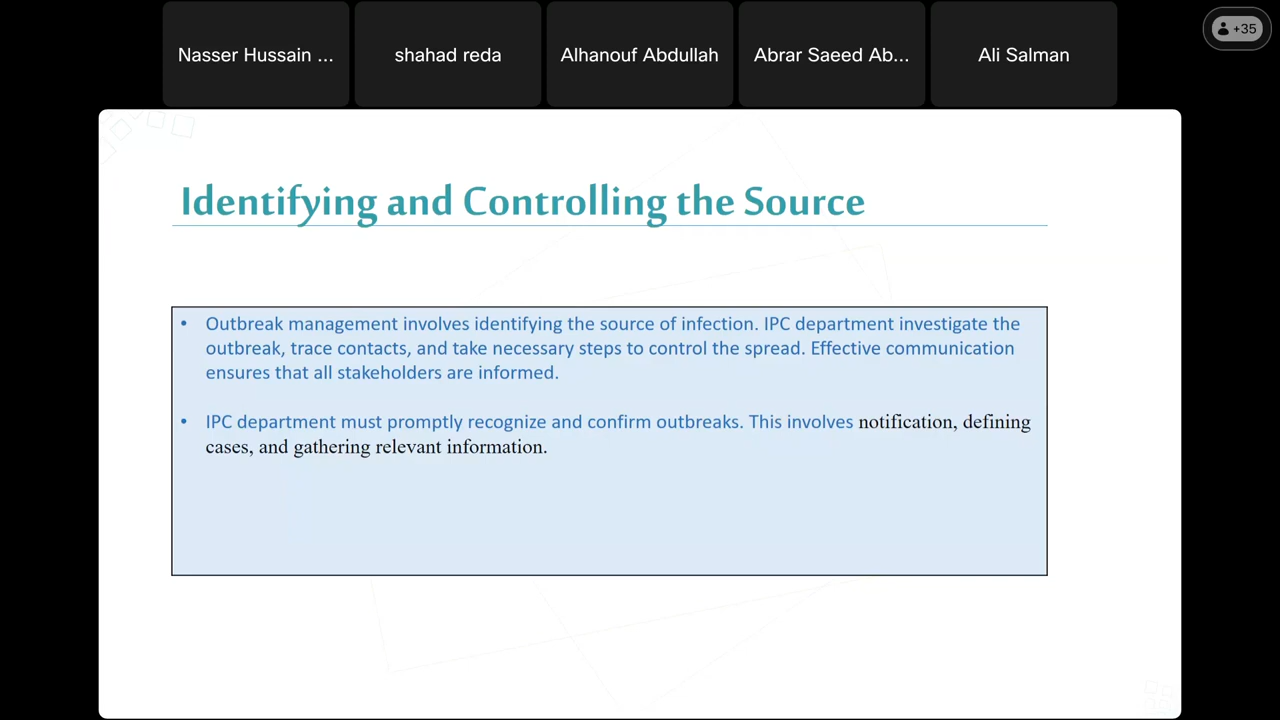 Nasser Hussain ...
shahad reda
Alhanouf Abdullah
Abrar Saeed Ab...
Ali Salman
+35
Identifying and Controlling the Source
• Outbreak management involves identifying the source of infection. IPC department investigate the
outbreak, trace contacts, and take necessary steps to control the spread. Effective communication
ensures that all stakeholders are informed.
• IPC department must promptly recognize and confirm outbreaks. This involves notification, defining
cases, and gathering relevant information.